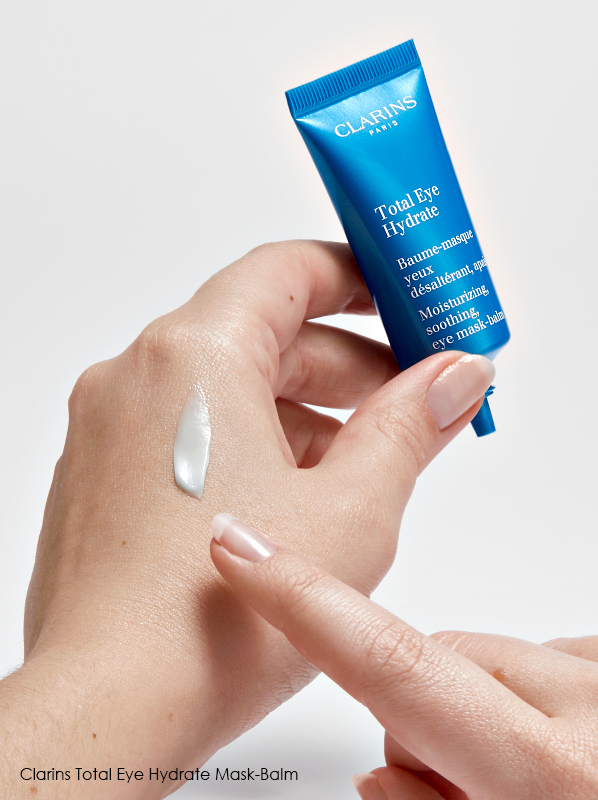 CLARINS
PARIS
Total Eye
Hydrate
Baume-masque
yeux
désaltérant,
Moisturizing,
soothing,
eye mask-balm
Clarins Total Eye Hydrate Mask-Balm